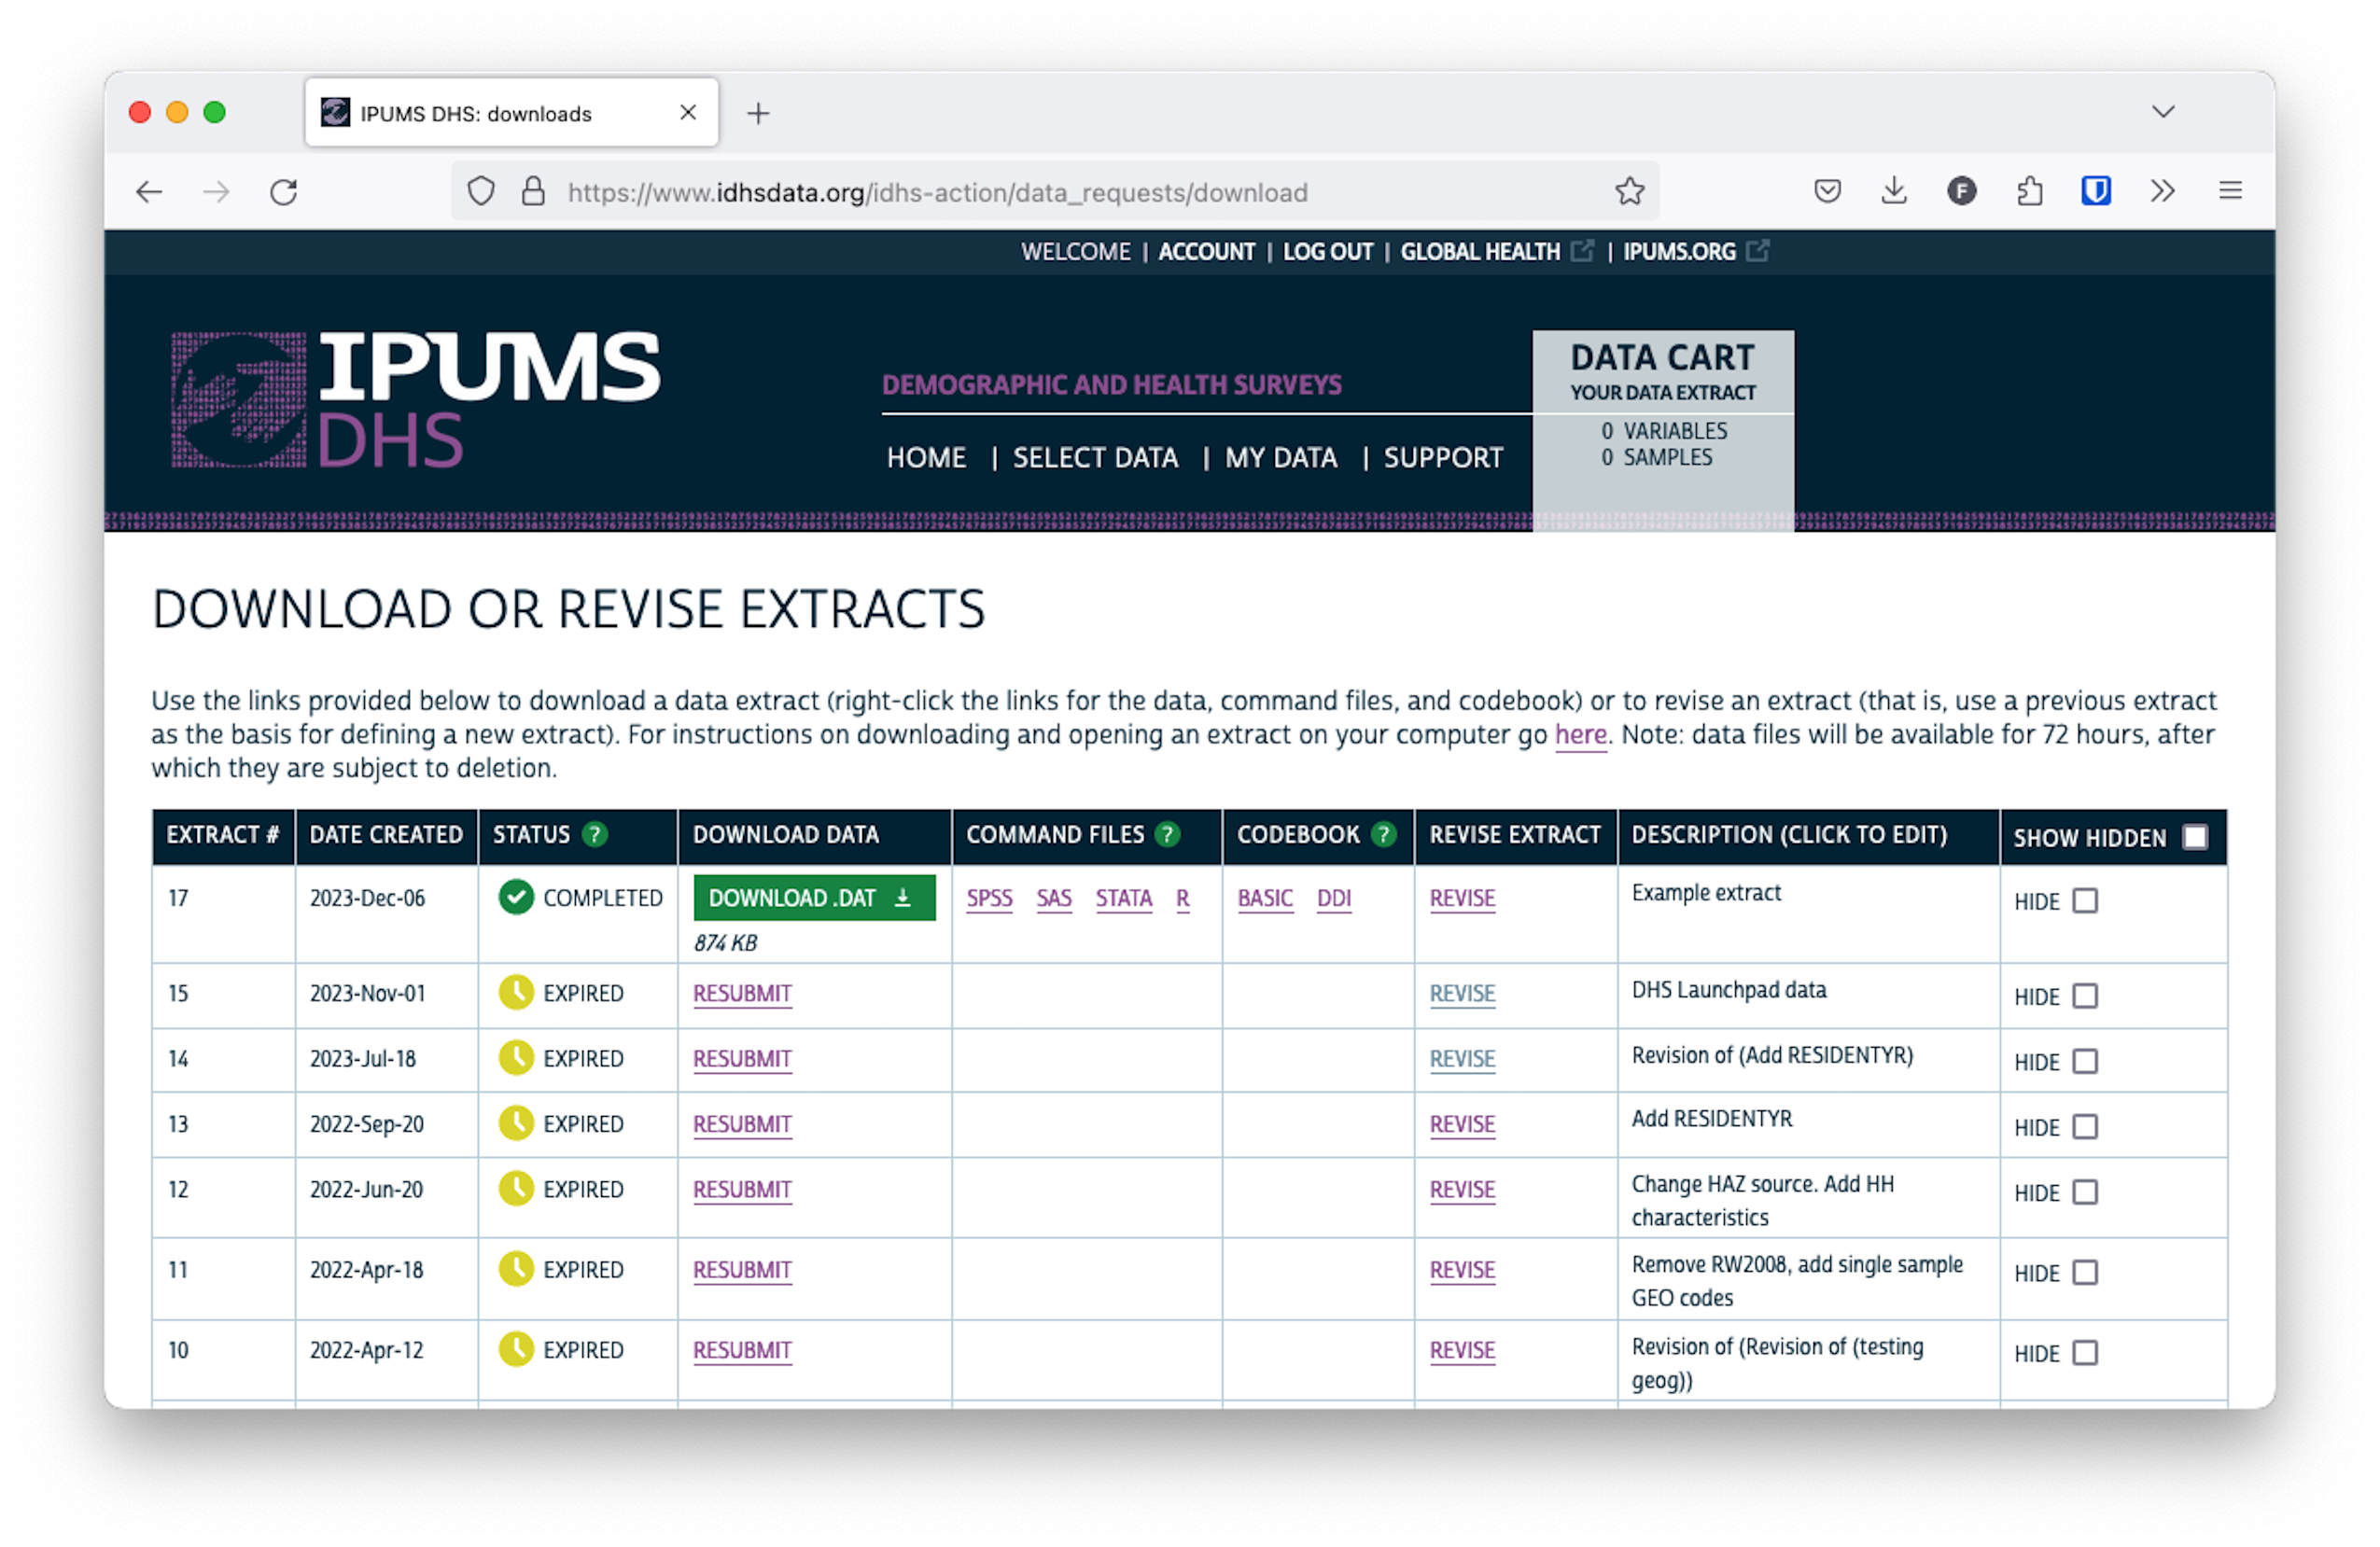 IPUMS DHS: downloads
https://www.idhsdata.org/idhs-action/data_requests/download
WELCOME | ACCOUNT | LOG OUT | GLOBAL HEALTH | IPUMS.ORG
IPUMS
DHS
DEMOGRAPHIC AND HEALTH SURVEYS
HOME | SELECT DATA | MY DATA | SUPPORT
DATA CART
YOUR DATA EXTRACT
0 VARIABLES
0 SAMPLES
DOWNLOAD OR REVISE EXTRACTS
Use the links provided below to download a data extract (right-click the links for the data, command files, and codebook) or to revise an extract (that is, use a previous extract
as the basis for defining a new extract). For instructions on downloading and opening an extract on your computer go here. Note: data files will be available for 72 hours, after
which they are subject to deletion.
EXTRACT # DATE CREATED STATUS ? DOWNLOAD DATA COMMAND FILES ? CODEBOOK ? REVISE EXTRACT DESCRIPTION (CLICK TO EDIT) SHOW HIDDEN
17 2023-Dec-06 COMPLETED DOWNLOAD .DAT SPSS SAS STATA R BASIC DDI REVISE Example extract HIDE
874 KB
15 2023-Nov-01 EXPIRED RESUBMIT REVISE DHS Launchpad data HIDE
14 2023-Jul-18 EXPIRED RESUBMIT REVISE Revision of (Add RESIDENTYR) HIDE
13 2022-Sep-20 EXPIRED RESUBMIT REVISE Add RESIDENTYR HIDE
12 2022-Jun-20 EXPIRED RESUBMIT REVISE Change HAZ source. Add HH HIDE
characteristics
11 2022-Apr-18 EXPIRED RESUBMIT REVISE Remove RW2008, add single sample HIDE
GEO codes
10 2022-Apr-12 EXPIRED RESUBMIT REVISE Revision of (Revision of (testing HIDE
geog))